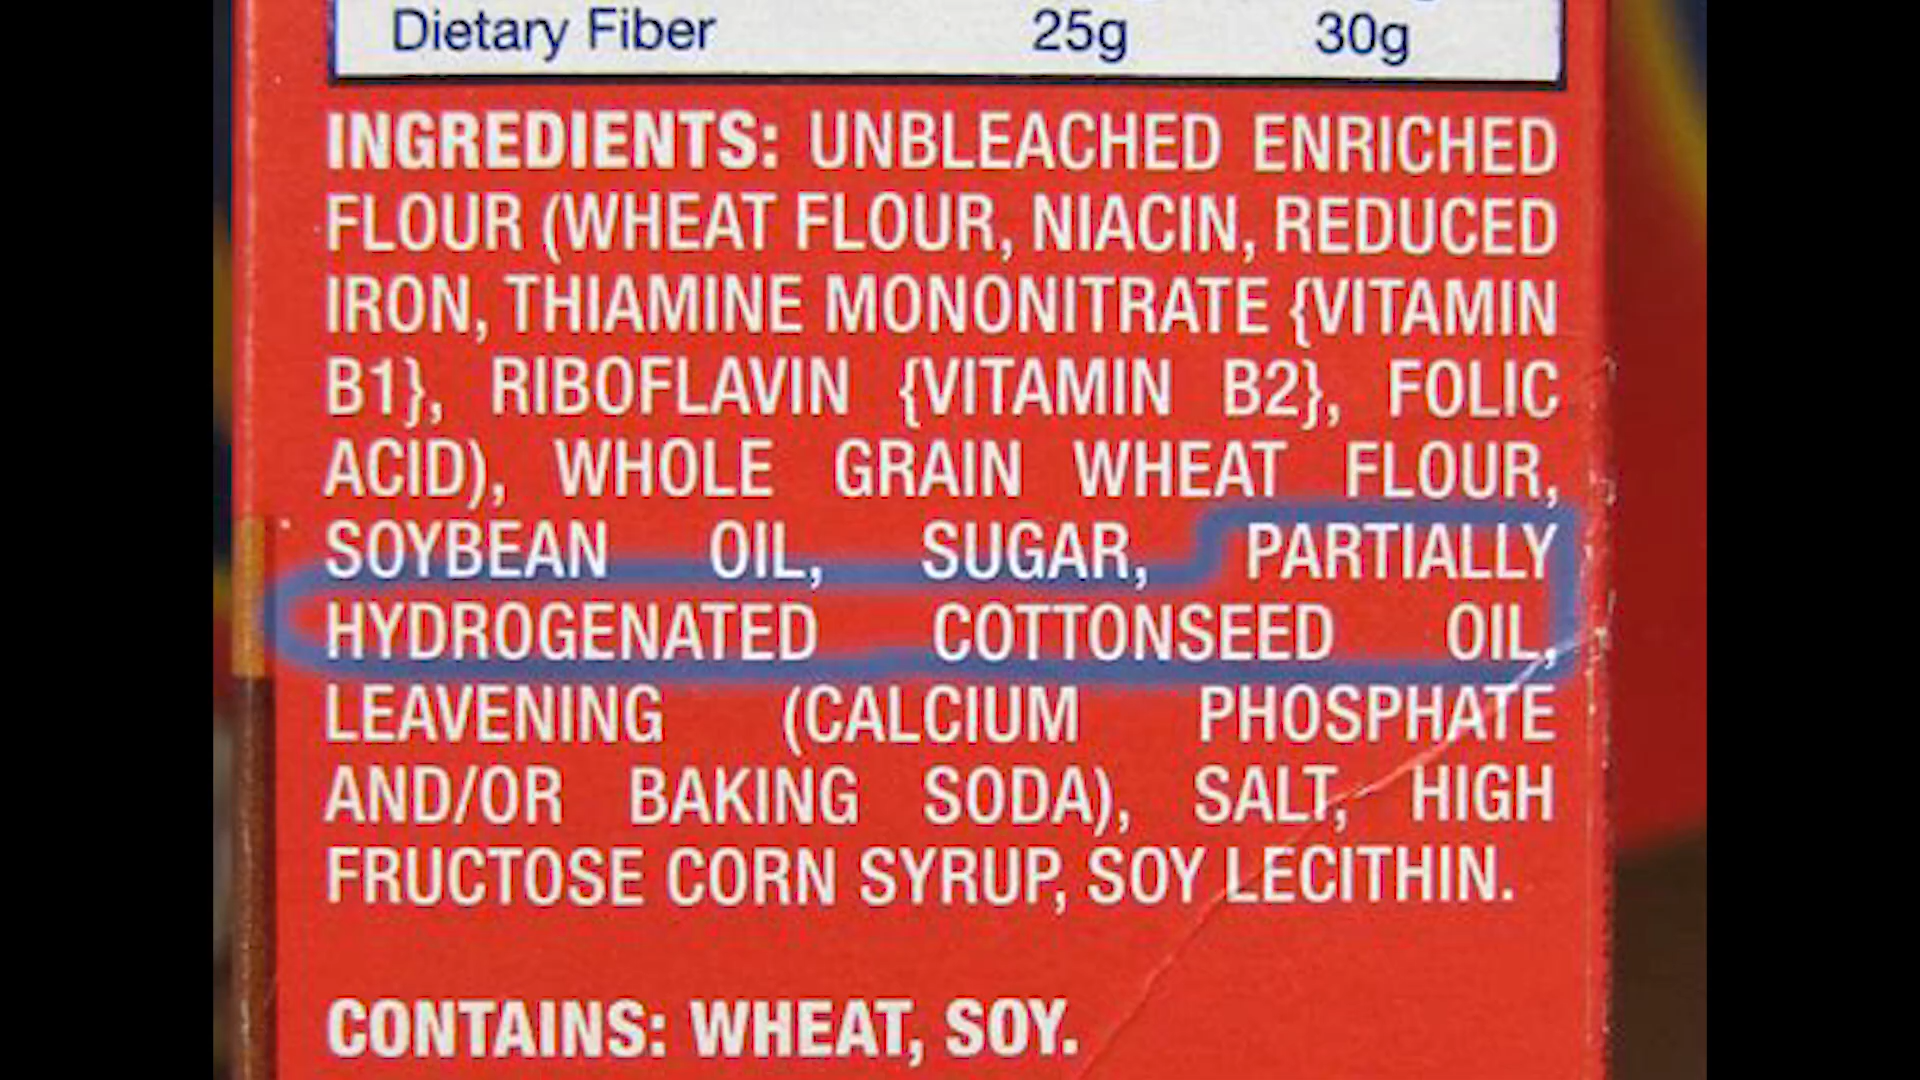 Dietary Fiber 25g 30g
INGREDIENTS: UNBLEACHED ENRICHED
FLOUR (WHEAT FLOUR, NIACIN, REDUCED
IRON, THIAMINE MONONITRATE {VITAMIN
B1}, RIBOFLAVIN {VITAMIN B2}, FOLIC
ACID), WHOLE GRAIN WHEAT FLOUR,
SOYBEAN OIL, SUGAR, PARTIALLY
HYDROGENATED COTTONSEED OIL,
LEAVENING (CALCIUM PHOSPHATE
AND/OR BAKING SODA), SALT, HIGH
FRUCTOSE CORN SYRUP, SOY LECITHIN.
CONTAINS: WHEAT, SOY.